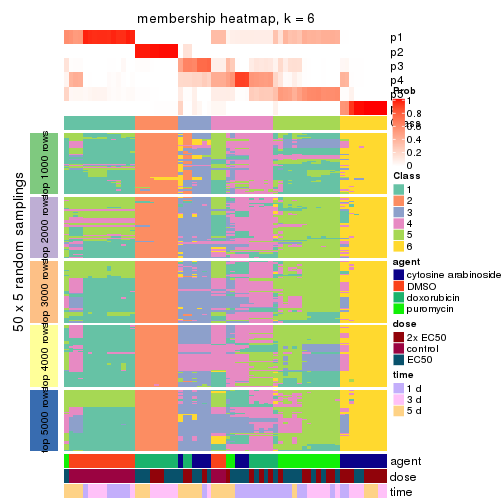 membership heatmap, k = 6
p1
p2
p3
p4
Prob
1
0.8
0.6
0.4
0.2
0
Class
1
2
3
4
5
6
agent
cytosine arabinoside
DMSO
doxorubicin
puromycin
dose
2x EC50
control
EC50
time
1 d
3 d
5 d
50 x 5 random samplings
top 1000 rows
top 2000 rows
top 3000 rows
top 4000 rows
top 5000 rows
agent
dose
time